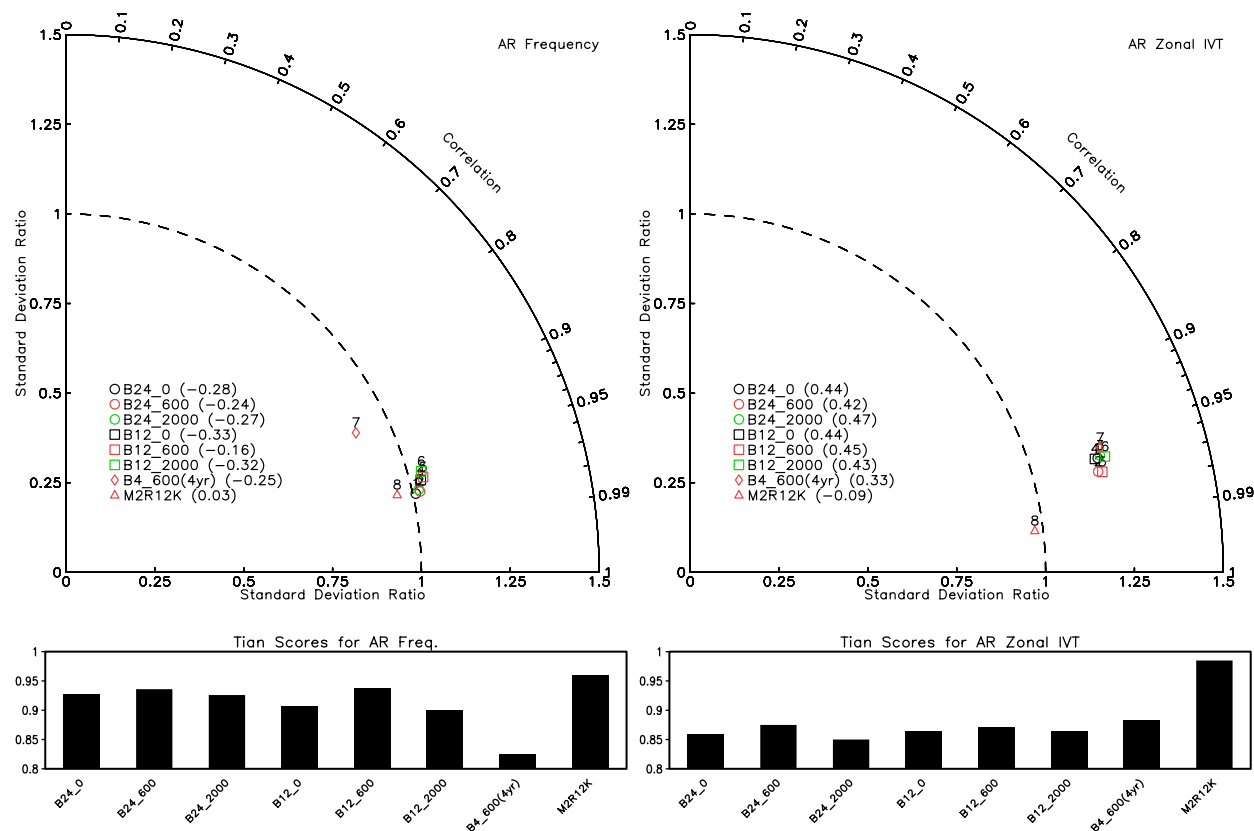 AR Frequency
0
0.1
0.2
0.3
0.4
0.5
0.6
Correlation
0.7
0.8
0.9
0.95
0.99
1
1.5
1.25
1
0.75
0.5
0.25
0
Standard Deviation Ratio
B24_0 (−0.28)
B24_600 (−0.24)
B24_2000 (−0.27)
B12_0 (−0.33)
B12_600 (−0.16)
B12_2000 (−0.32)
B4_600(4yr) (−0.25)
M2R12K (0.03)
7
6
8
0 0.25 0.5 0.75 1 1.25 1.5
Standard Deviation Ratio
AR Zonal IVT
0
0.1
0.2
0.3
0.4
0.5
0.6
Correlation
0.7
0.8
0.9
0.95
0.99
1
1.5
1.25
1
0.75
0.5
0.25
0
Standard Deviation Ratio
B24_0 (0.44)
B24_600 (0.42)
B24_2000 (0.47)
B12_0 (0.44)
B12_600 (0.45)
B12_2000 (0.43)
B4_600(4yr) (0.33)
M2R12K (−0.09)
7
6
8
0 0.25 0.5 0.75 1 1.25 1.5
Standard Deviation Ratio
Tian Scores for AR Freq.
1
0.95
0.9
0.85
0.8
B24_0
B24_600
B24_2000
B12_0
B12_600
B12_2000
B4_600(4yr)
M2R12K
Tian Scores for AR Zonal IVT
1
0.95
0.9
0.85
0.8
B24_0
B24_600
B24_2000
B12_0
B12_600
B12_2000
B4_600(4yr)
M2R12K